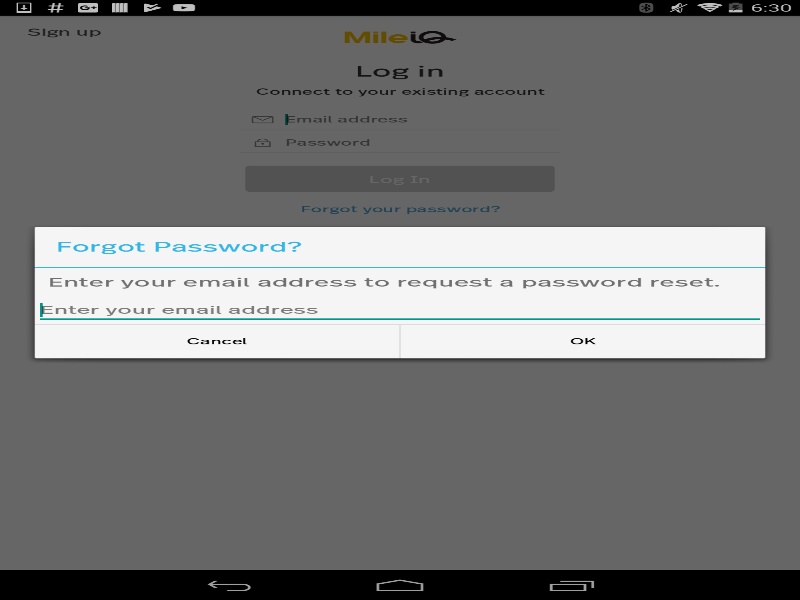 6:30
Sign up
MileIQ
Log in
Connect to your existing account
Email address
Password
Log In
Forgot your password?
Forgot Password?
Enter your email address to request a password reset.
Enter your email address
Cancel
OK